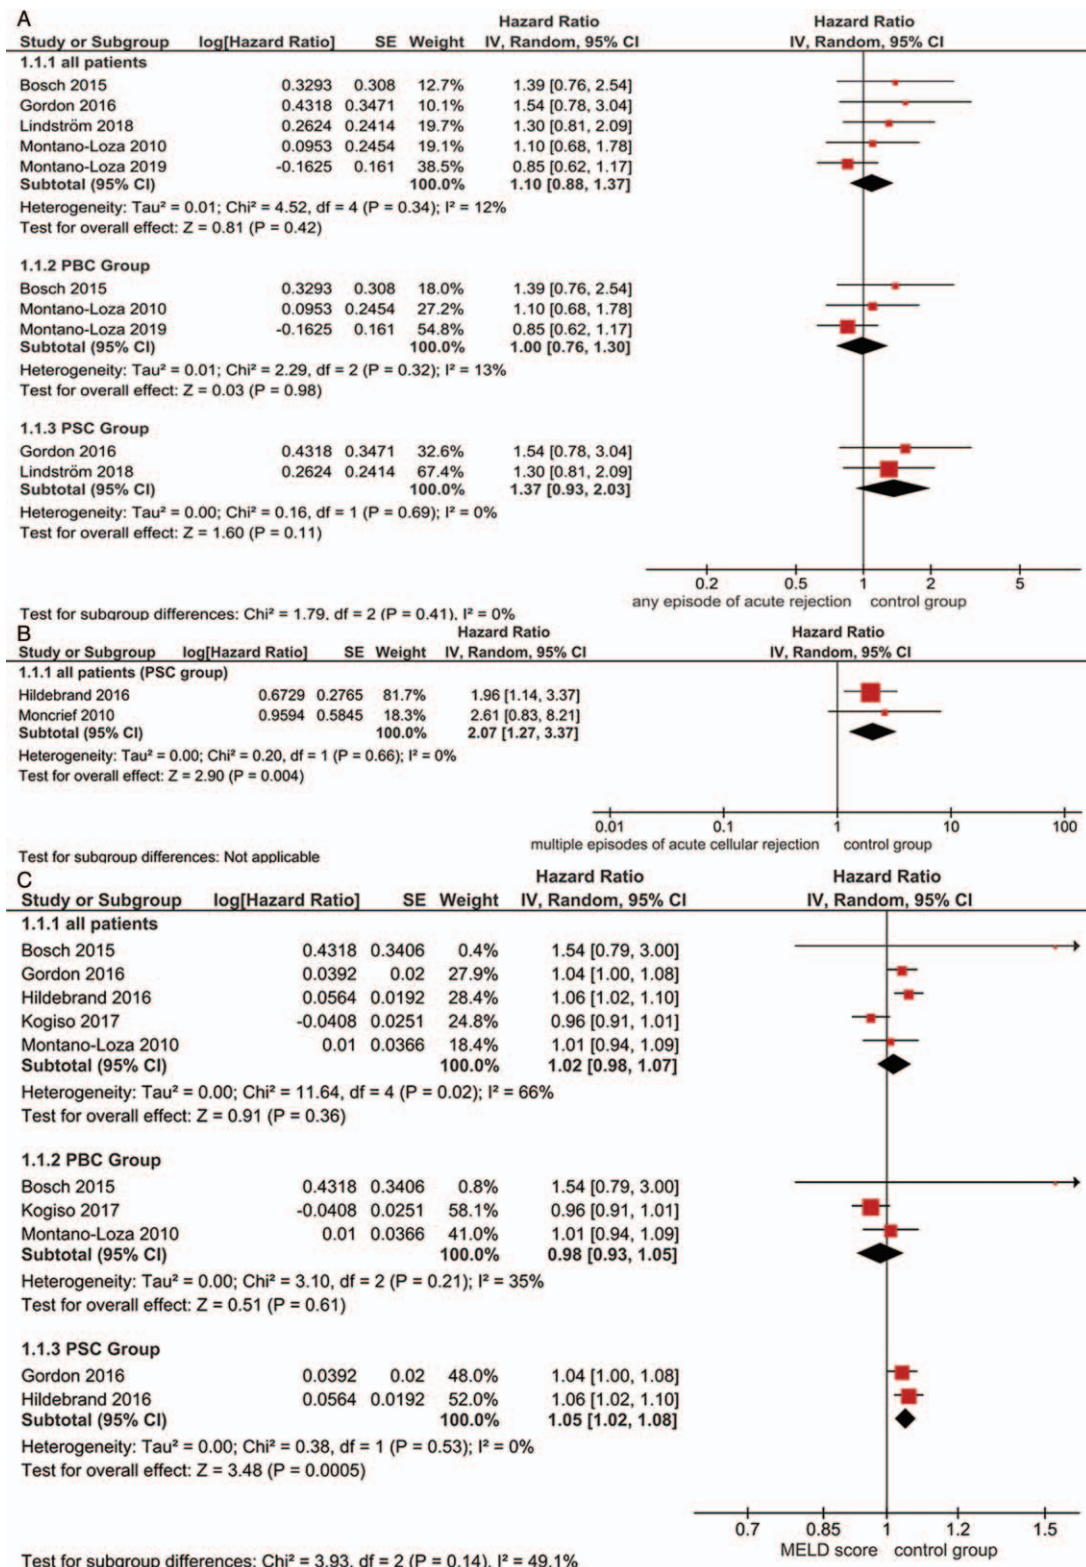 A
Hazard Ratio Hazard Ratio
Study or Subgroup log[Hazard Ratio] SE Weight IV, Random, 95% CI IV, Random, 95% CI
1.1.1 all patients
Bosch 2015 0.3293 0.308 12.7% 1.39 [0.76, 2.54]
Gordon 2016 0.4318 0.3471 10.1% 1.54 [0.78, 3.04]
Lindström 2018 0.2624 0.2414 19.7% 1.30 [0.81, 2.09]
Montano-Loza 2010 0.0953 0.2454 19.1% 1.10 [0.68, 1.78]
Montano-Loza 2019 -0.1625 0.161 38.5% 0.85 [0.62, 1.17]
Subtotal (95% CI) 100.0% 1.10 [0.88, 1.37]
Heterogeneity: Tau² = 0.01; Chi² = 4.52, df = 4 (P = 0.34); I² = 12%
Test for overall effect: Z = 0.81 (P = 0.42)
1.1.2 PBC Group
Bosch 2015 0.3293 0.308 18.0% 1.39 [0.76, 2.54]
Montano-Loza 2010 0.0953 0.2454 27.2% 1.10 [0.68, 1.78]
Montano-Loza 2019 -0.1625 0.161 54.8% 0.85 [0.62, 1.17]
Subtotal (95% CI) 100.0% 1.00 [0.76, 1.30]
Heterogeneity: Tau² = 0.01; Chi² = 2.29, df = 2 (P = 0.32); I² = 13%
Test for overall effect: Z = 0.03 (P = 0.98)
1.1.3 PSC Group
Gordon 2016 0.4318 0.3471 32.6% 1.54 [0.78, 3.04]
Lindström 2018 0.2624 0.2414 67.4% 1.30 [0.81, 2.09]
Subtotal (95% CI) 100.0% 1.37 [0.93, 2.03]
Heterogeneity: Tau² = 0.00; Chi² = 0.16, df = 1 (P = 0.69); I² = 0%
Test for overall effect: Z = 1.60 (P = 0.11)
0.2 0.5 1 2 5
any episode of acute rejection control group
Test for subgroup differences: Chi² = 1.79, df = 2 (P = 0.41), I² = 0%
B
Hazard Ratio Hazard Ratio
Study or Subgroup log[Hazard Ratio] SE Weight IV, Random, 95% CI IV, Random, 95% CI
1.1.1 all patients (PSC group)
Hildebrand 2016 0.6729 0.2765 81.7% 1.96 [1.14, 3.37]
Moncrief 2010 0.9594 0.5845 18.3% 2.61 [0.83, 8.21]
Subtotal (95% CI) 100.0% 2.07 [1.27, 3.37]
Heterogeneity: Tau² = 0.00; Chi² = 0.20, df = 1 (P = 0.66); I² = 0%
Test for overall effect: Z = 2.90 (P = 0.004)
0.01 0.1 1 10 100
multiple episodes of acute cellular rejection control group
Test for subgroup differences: Not applicable
C
Hazard Ratio Hazard Ratio
Study or Subgroup log[Hazard Ratio] SE Weight IV, Random, 95% CI IV, Random, 95% CI
1.1.1 all patients
Bosch 2015 0.4318 0.3406 0.4% 1.54 [0.79, 3.00]
Gordon 2016 0.0392 0.02 27.9% 1.04 [1.00, 1.08]
Hildebrand 2016 0.0564 0.0192 28.4% 1.06 [1.02, 1.10]
Kogiso 2017 -0.0408 0.0251 24.8% 0.96 [0.91, 1.01]
Montano-Loza 2010 0.01 0.0366 18.4% 1.01 [0.94, 1.09]
Subtotal (95% CI) 100.0% 1.02 [0.98, 1.07]
Heterogeneity: Tau² = 0.00; Chi² = 11.64, df = 4 (P = 0.02); I² = 66%
Test for overall effect: Z = 0.91 (P = 0.36)
1.1.2 PBC Group
Bosch 2015 0.4318 0.3406 0.8% 1.54 [0.79, 3.00]
Kogiso 2017 -0.0408 0.0251 58.1% 0.96 [0.91, 1.01]
Montano-Loza 2010 0.01 0.0366 41.0% 1.01 [0.94, 1.09]
Subtotal (95% CI) 100.0% 0.98 [0.93, 1.05]
Heterogeneity: Tau² = 0.00; Chi² = 3.10, df = 2 (P = 0.21); I² = 35%
Test for overall effect: Z = 0.51 (P = 0.61)
1.1.3 PSC Group
Gordon 2016 0.0392 0.02 48.0% 1.04 [1.00, 1.08]
Hildebrand 2016 0.0564 0.0192 52.0% 1.06 [1.02, 1.10]
Subtotal (95% CI) 100.0% 1.05 [1.02, 1.08]
Heterogeneity: Tau² = 0.00; Chi² = 0.38, df = 1 (P = 0.53); I² = 0%
Test for overall effect: Z = 3.48 (P = 0.0005)
0.7 0.85 1 1.2 1.5
MELD score control group
Test for subgroup differences: Chi² = 3.93, df = 2 (P = 0.14), I² = 49.1%